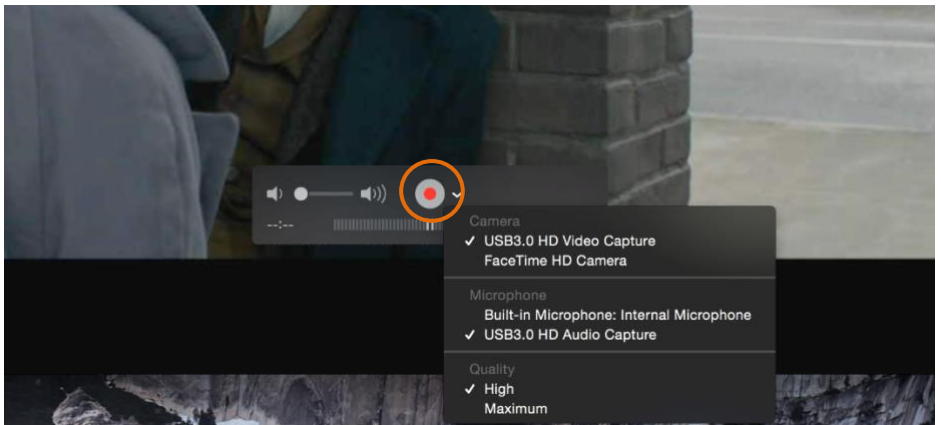 --:--
Camera
✓ USB3.0 HD Video Capture
FaceTime HD Camera
Microphone
Built-in Microphone: Internal Microphone
✓ USB3.0 HD Audio Capture
Quality
✓ High
Maximum